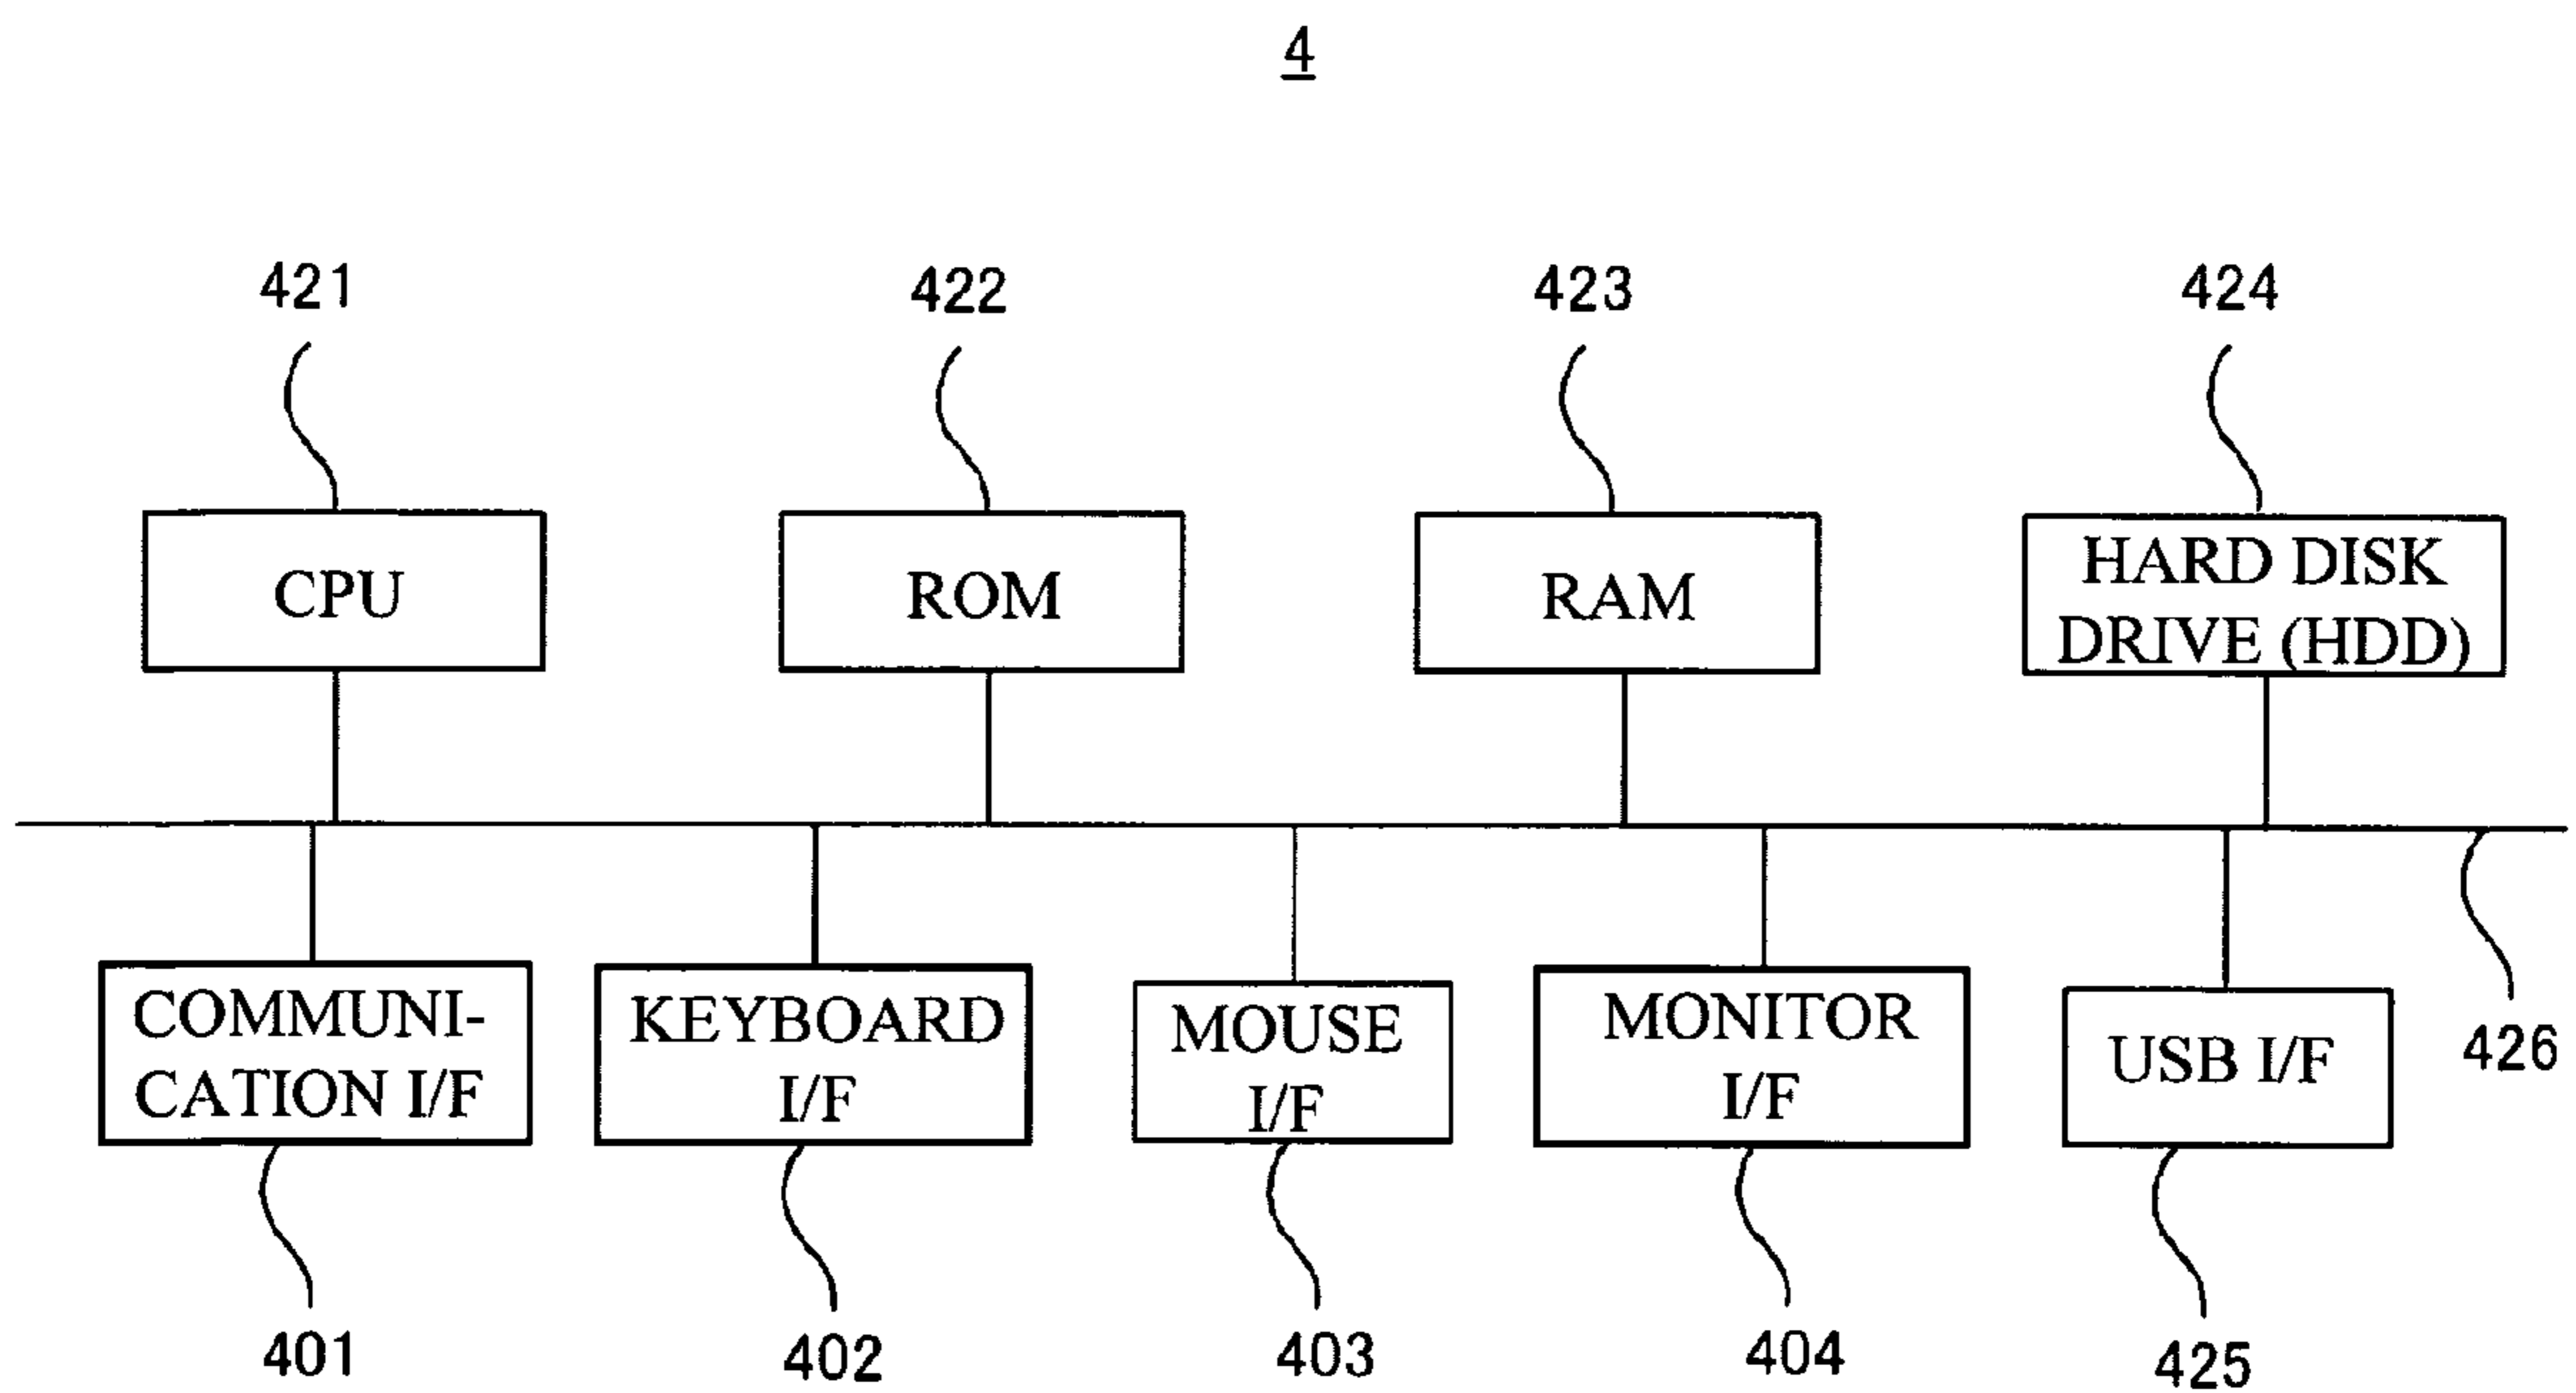 4
421
422
423
424
CPU
ROM
RAM
HARD DISK
DRIVE (HDD)
COMMUNI-
CATION I/F
KEYBOARD
I/F
MOUSE
I/F
MONITOR
I/F
USB I/F
426
401
402
403
404
425